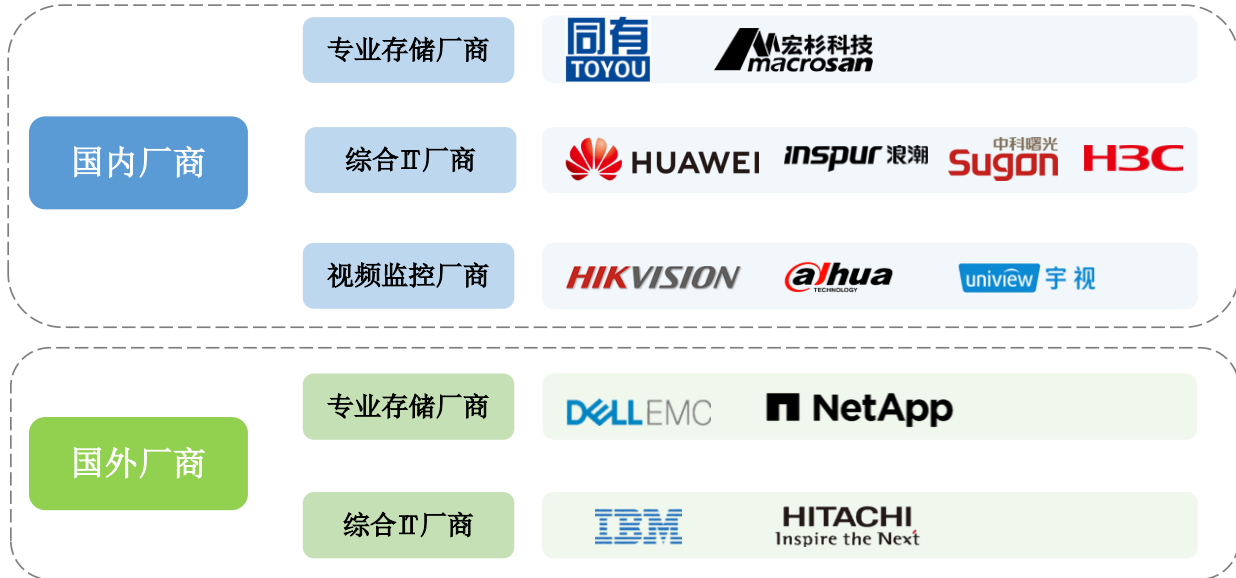 专业存储厂商
同有
TOYOU
宏杉科技
macrosan
国内厂商
综合IT厂商
HUAWEI
inspur 浪潮
中科曙光
Sugon
H3C
视频监控厂商
HIKVISION
alhua
TECHNOLOGY
uniview 宇视
专业存储厂商
DELLEMC
NetApp
国外厂商
综合IT厂商
IBM
HITACHI
Inspire the Next